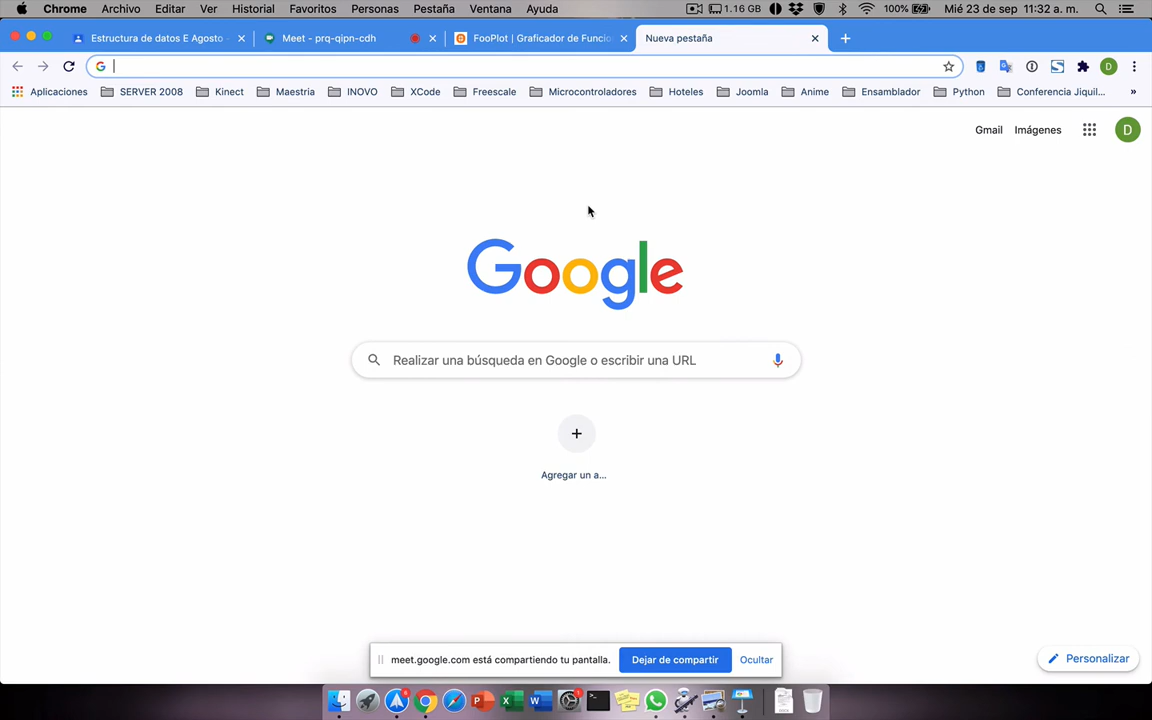 Chrome Archivo Editar Ver Historial Favoritos Personas Pestaña Ventana Ayuda 1.16 GB 100% Mié 23 de sep 11:32 a. m.
Estructura de datos E Agosto - Meet - prq-qipn-cdh FooPlot | Graficador de Funcio Nueva pestaña
G D
Aplicaciones SERVER 2008 Kinect Maestria INOVO XCode Freescale Microcontroladores Hoteles Joomla Anime Ensamblador Python Conferencia Jiquil... »
Gmail Imágenes D
Google
Realizar una búsqueda en Google o escribir una URL
Agregar un a...
meet.google.com está compartiendo tu pantalla. Dejar de compartir Ocultar
Personalizar